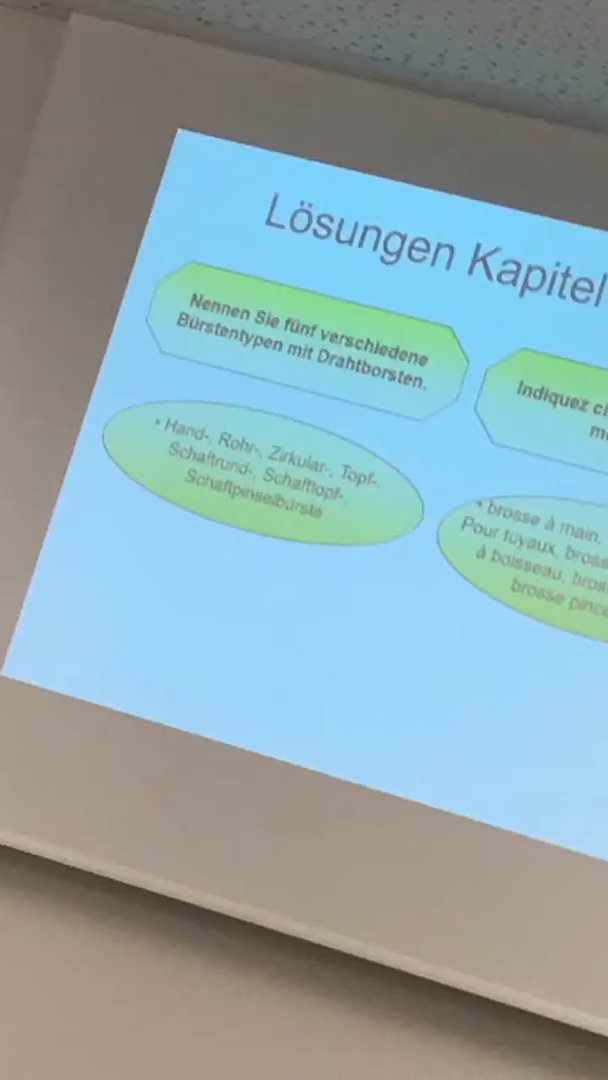 Lösungen Kapitel
Nennen Sie fünf verschiedene
Bürstentypen mit Drahtborsten.
• Hand-, Rohr-, Zirkular-, Topf-,
Schaftrund-, Schafttopf-,
Schaftpinselbürste
Indiquez
• brosse à main,
Pour tuyaux,
à boisseau,
brosse